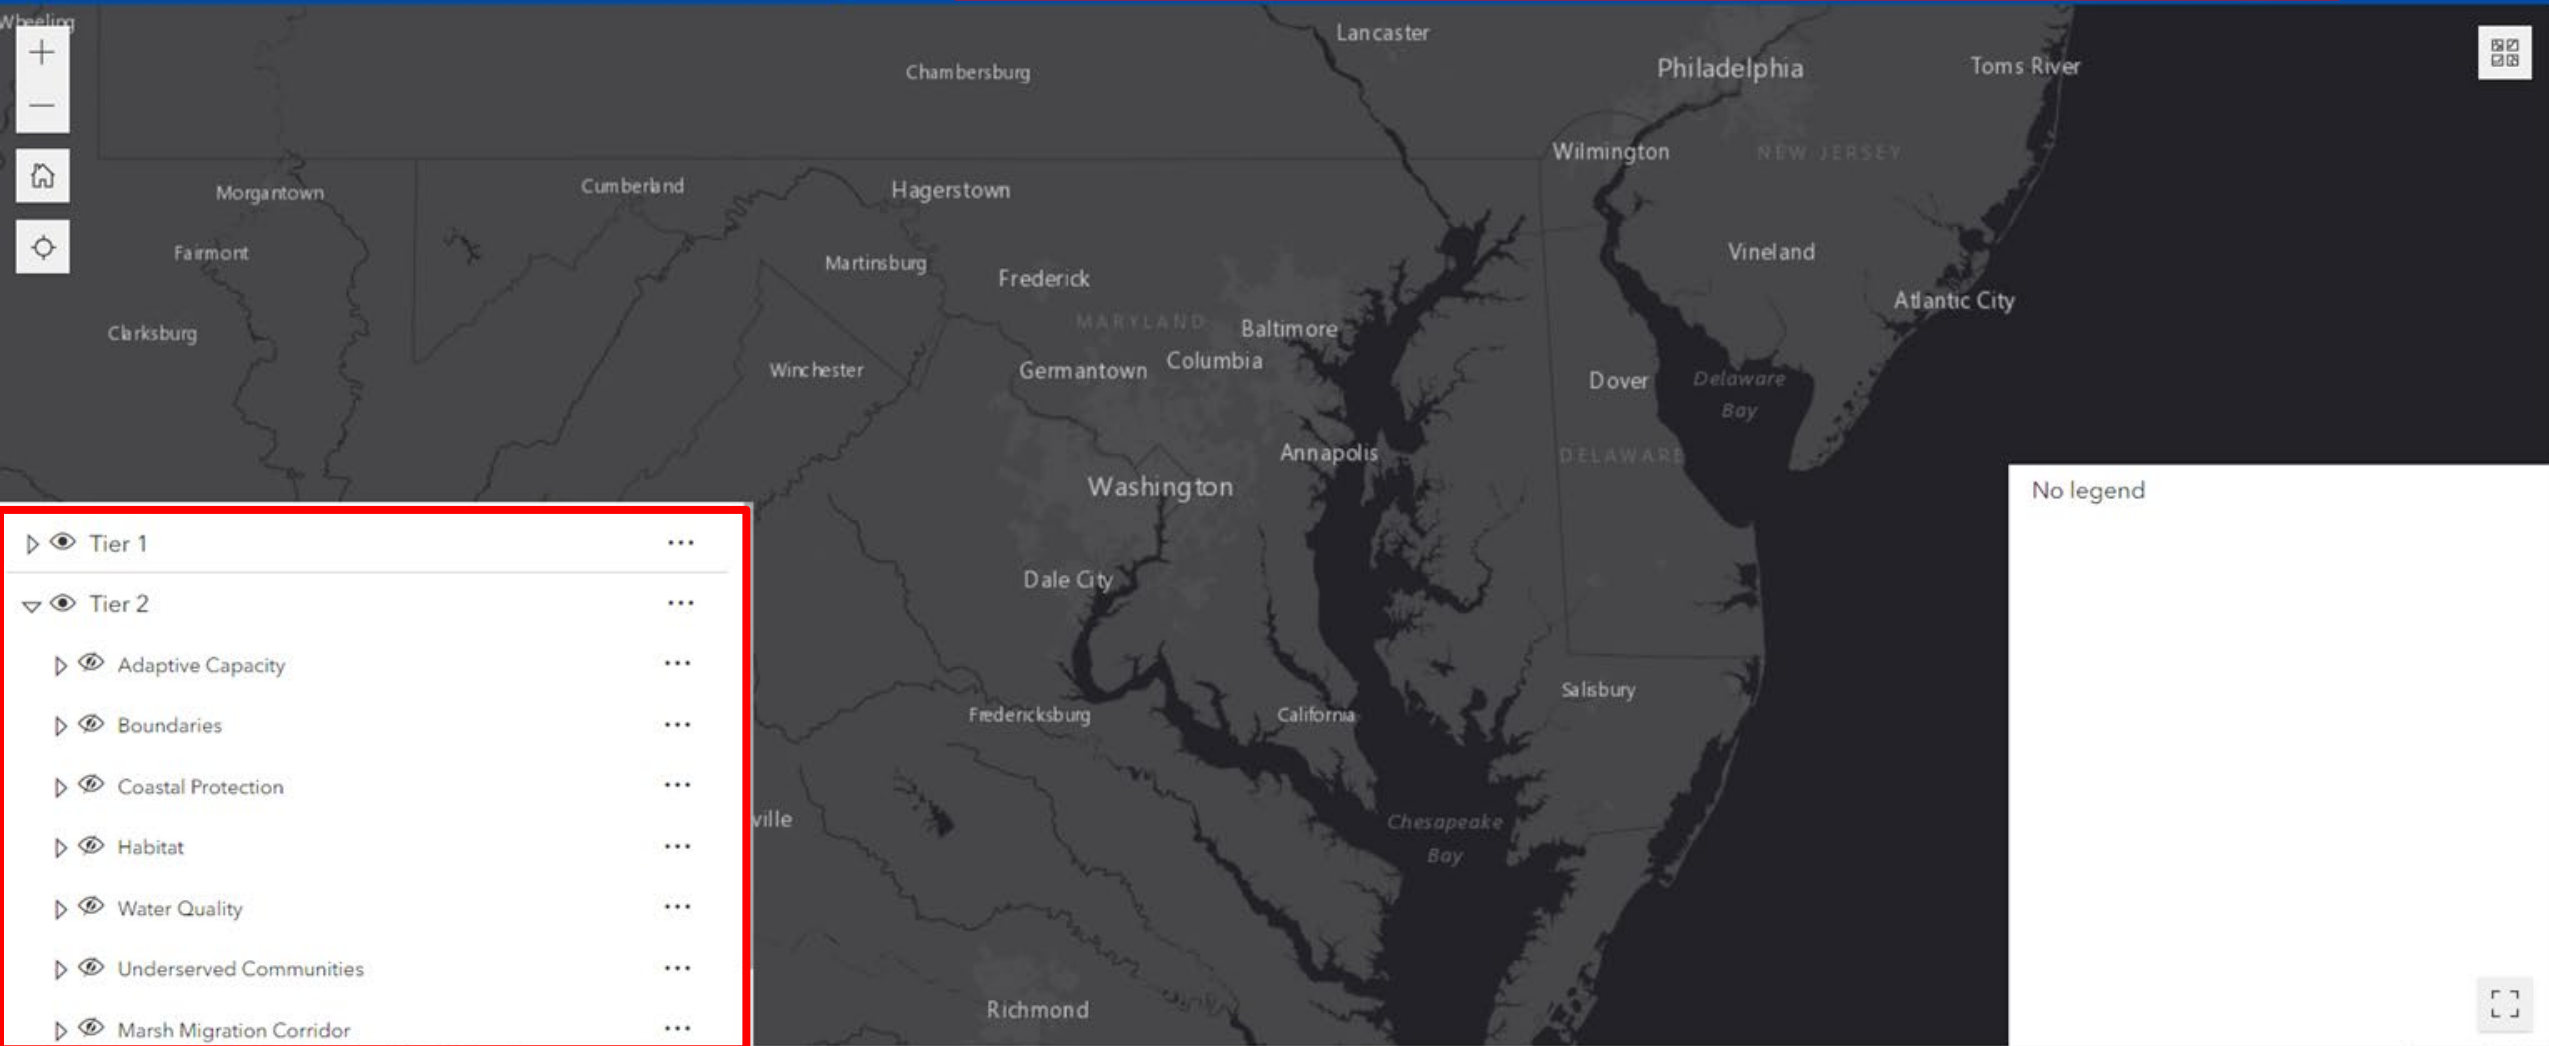 Wheeling
Lancaster
Chambersburg
Philadelphia
Toms River
Wilmington
NEW JERSEY
Morgantown
Cumberland
Hagerstown
Fairmont
Martinsburg
Frederick
Vineland
Atlantic City
Clarksburg
MARYLAND
Baltimore
Winchester
Germantown
Columbia
Dover
Delaware
Bay
Annapolis
DELAWARE
Washington
No legend
Tier 1
Tier 2
Dale City
Adaptive Capacity
Boundaries
Fredericksburg
California
Salisbury
Coastal Protection
ville
Chesapeake
Bay
Habitat
Water Quality
Underserved Communities
Richmond
Marsh Migration Corridor